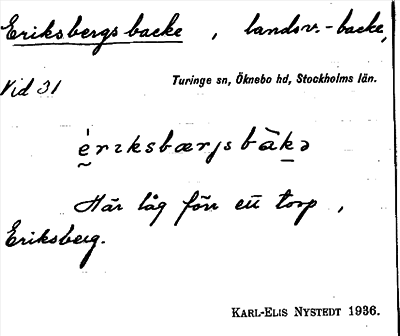 Eriksbergs backe, landsv.-backe,
Vid 31
Turinge sn, Öknebo hd, Stockholms län.
ḛ́rıksbærjsbàkə
Här låg förr ett torp,
Eriksberg.
KARL-ELIS NYSTEDT 1936.